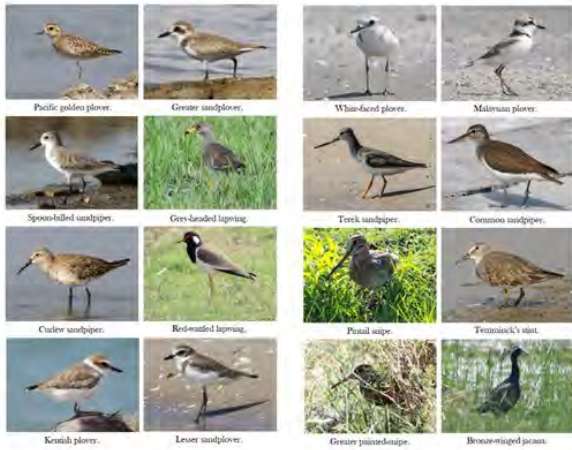 Pacific golden plover.
Greater sandplover.
White-faced plover.
Malaysian plover.
Spoon-billed sandpiper.
Grey-headed lapwing.
Terek sandpiper.
Common sandpiper.
Curlew sandpiper.
Red-wattled lapwing.
Pintail snipe.
Temminck's stint.
Kentish plover.
Lesser sandplover.
Greater painted-snipe.
Bronze-winged jacana.